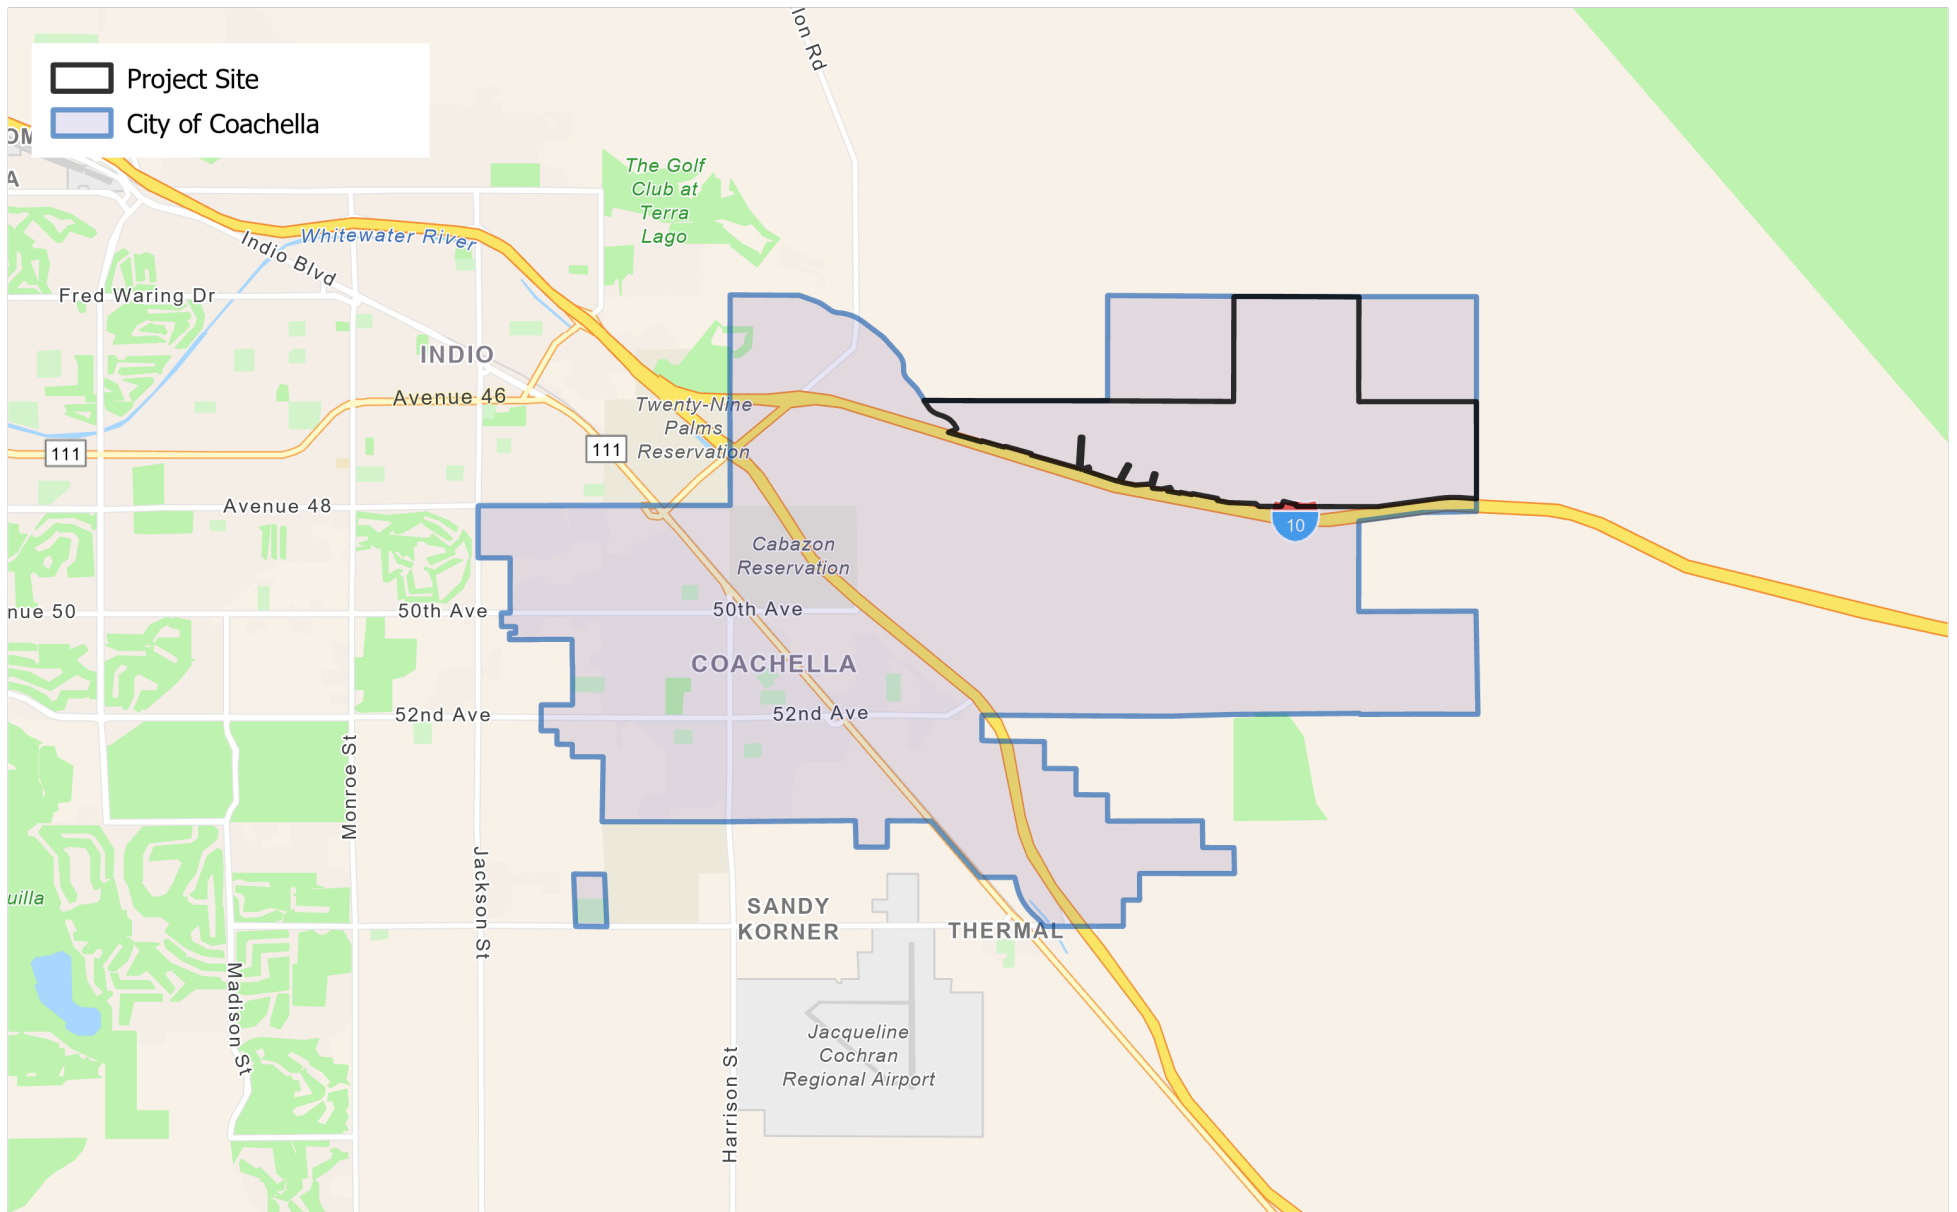 Project Site
City of Coachella
lon Rd
OM
A
The Golf
Club at
Terra
Lago
Whitewater River
Indio Blvd
Fred Waring Dr
INDIO
Avenue 46
Twenty-Nine
Palms
Reservation
111
111
Avenue 48
10
Cabazon
Reservation
nue 50
50th Ave
50th Ave
COACHELLA
52nd Ave
52nd Ave
Monroe St
Jackson St
uilla
SANDY
KORNER
THERMAL
Madison St
Harrison St
Jacqueline
Cochran
Regional Airport